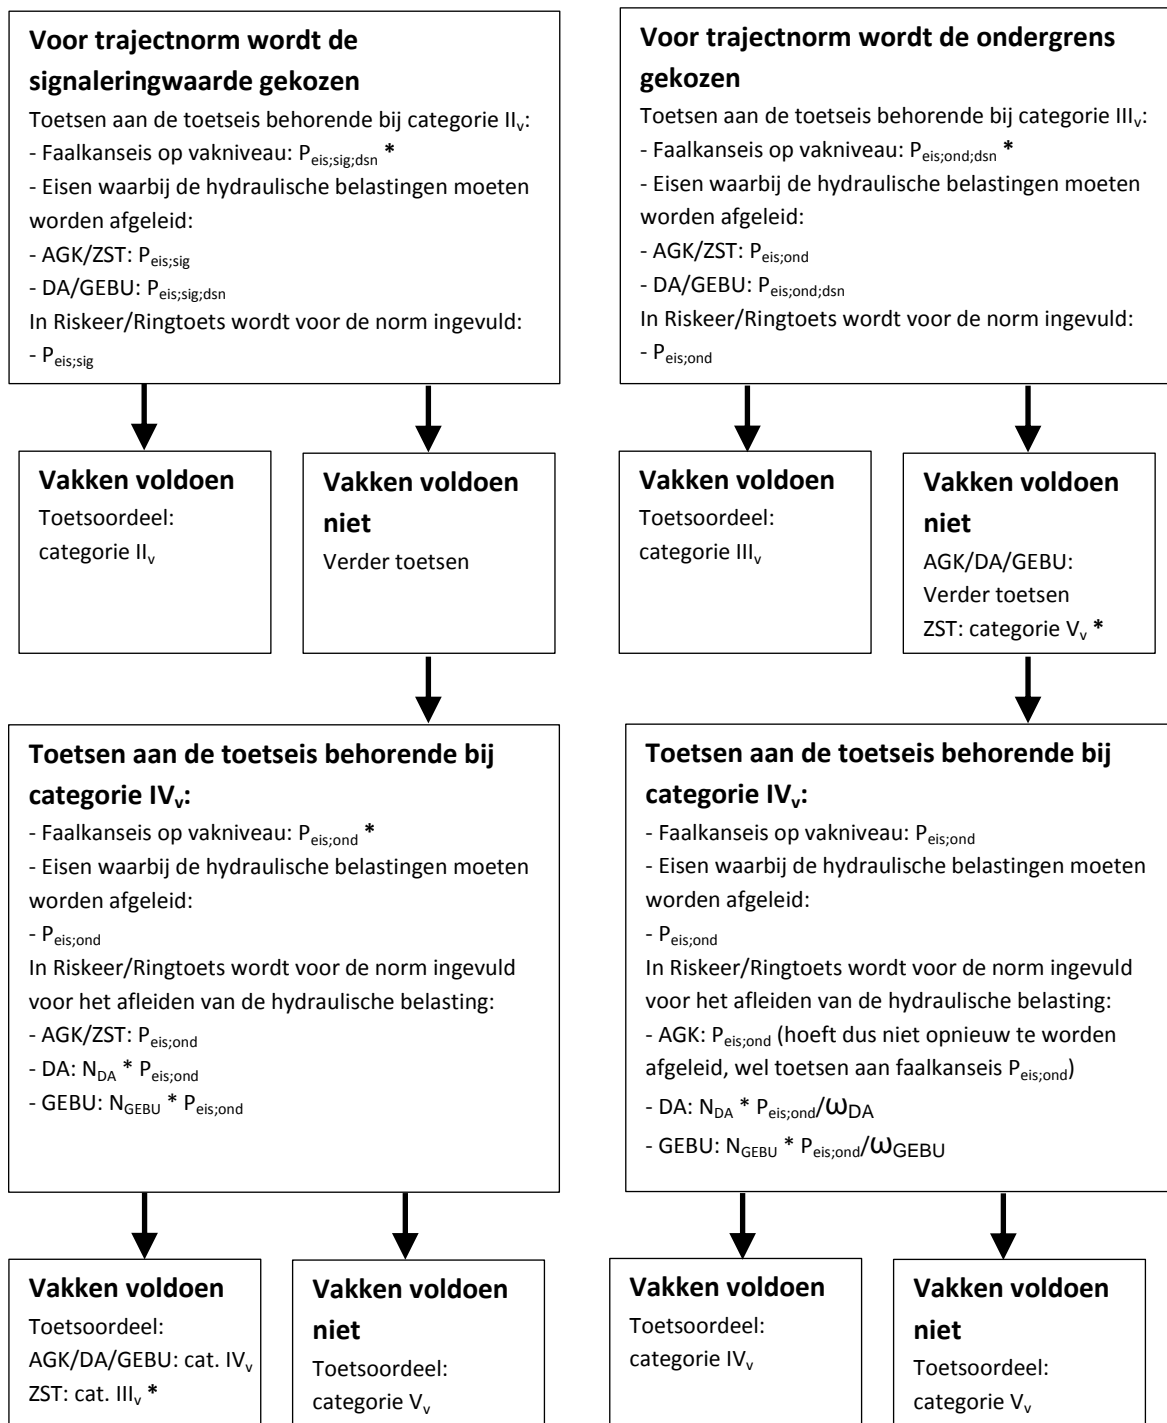 Voor trajectnorm wordt de
signaleringwaarde gekozen
Toetsen aan de toetseis behorende bij categorie IIv:
- Faalkanseis op vakniveau: Peis;sig;dsn *
- Eisen waarbij de hydraulische belastingen moeten
worden afgeleid:
- AGK/ZST: Peis;sig
- DA/GEBU: Peis;sig;dsn
In Riskeer/Ringtoets wordt voor de norm ingevuld:
- Peis;sig
Voor trajectnorm wordt de ondergrens
gekozen
Toetsen aan de toetseis behorende bij categorie IIIv:
- Faalkanseis op vakniveau: Peis;ond;dsn *
- Eisen waarbij de hydraulische belastingen moeten
worden afgeleid:
- AGK/ZST: Peis;ond
- DA/GEBU: Peis;ond;dsn
In Riskeer/Ringtoets wordt voor de norm ingevuld:
- Peis;ond
Vakken voldoen
Toetsoordeel:
categorie IIv
Vakken voldoen
niet
Verder toetsen
Vakken voldoen
Toetsoordeel:
categorie IIIv
Vakken voldoen
niet
AGK/DA/GEBU:
Verder toetsen
ZST: categorie Vv *
Toetsen aan de toetseis behorende bij
categorie IVv:
- Faalkanseis op vakniveau: Peis;ond *
- Eisen waarbij de hydraulische belastingen moeten
worden afgeleid:
- Peis;ond
In Riskeer/Ringtoets wordt voor de norm ingevuld
voor het afleiden van de hydraulische belasting:
- AGK/ZST: Peis;ond
- DA: NDA * Peis;ond
- GEBU: NGEBU * Peis;ond
Toetsen aan de toetseis behorende bij
categorie IVv:
- Faalkanseis op vakniveau: Peis;ond
- Eisen waarbij de hydraulische belastingen moeten
worden afgeleid:
- Peis;ond
In Riskeer/Ringtoets wordt voor de norm ingevuld
voor het afleiden van de hydraulische belasting:
- AGK: Peis;ond (hoeft dus niet opnieuw te worden
afgeleid, wel toetsen aan faalkanseis Peis;ond)
- DA: NDA * Peis;ond/ωDA
- GEBU: NGEBU * Peis;ond/ωGEBU
Vakken voldoen
Toetsoordeel:
AGK/DA/GEBU: cat. IVv
ZST: cat. IIIv *
Vakken voldoen
niet
Toetsoordeel:
categorie Vv
Vakken voldoen
Toetsoordeel:
categorie IVv
Vakken voldoen
niet
Toetsoordeel:
categorie Vv